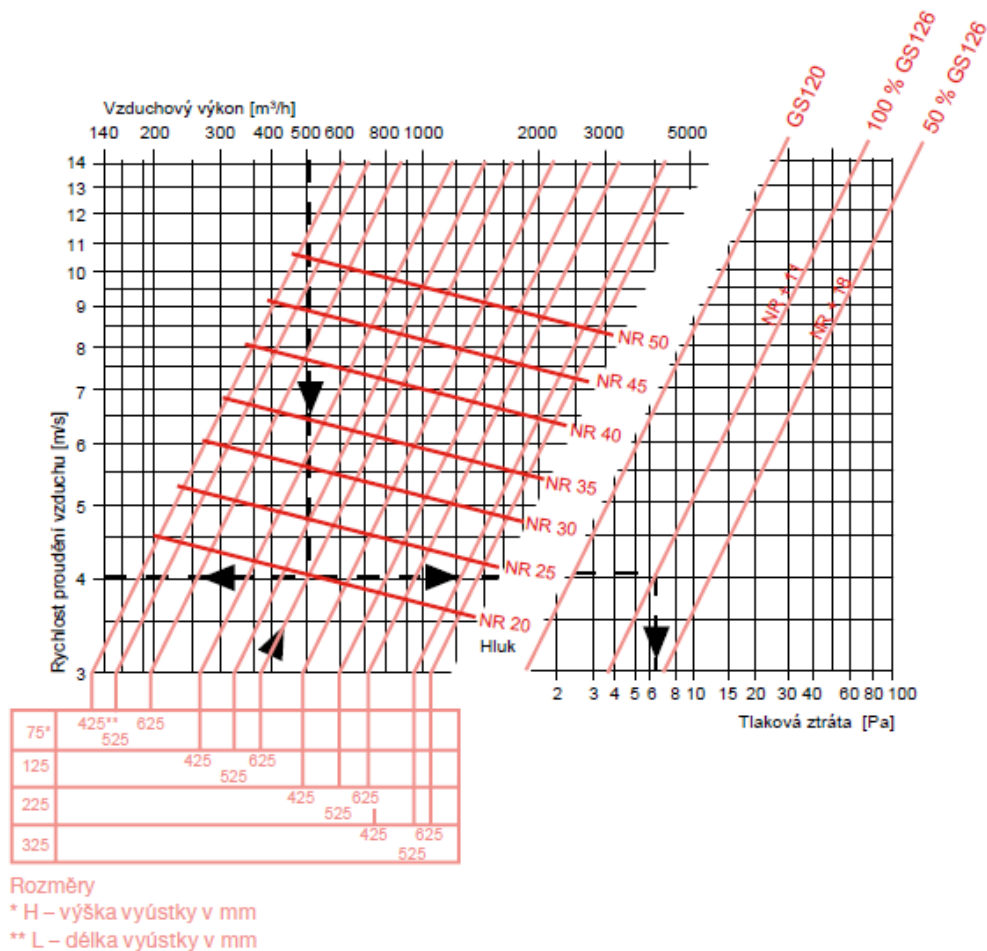 Vzduchový výkon [m³/h]
140 200 300 400 500 600 800 1000 2000 3000 5000
GS120
100 % GS126
50 % GS126
14
13
12
11
10
9
8
7
6
5
4
3
Rychlost proudění vzduchu [m/s]
NR + 11
NR + 18
NR 50
NR 45
NR 40
NR 35
NR 30
NR 25
NR 20
Hluk
2 3 4 5 6 8 10 15 20 30 40 60 80 100
Tlaková ztráta [Pa]
75* 425** 625
525
125 425 625
525
225 425 625
525
425 625
325 525
Rozměry
* H – výška vyústky v mm
** L – délka vyústky v mm